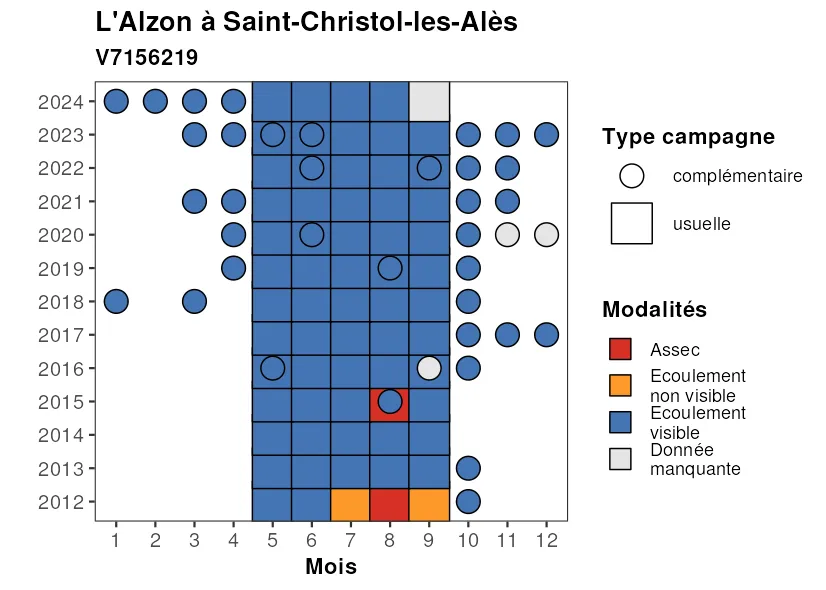 L'Alzon à Saint-Christol-les-Alès
V7156219
2024
2023
2022
2021
2020
2019
2018
2017
2016
2015
2014
2013
2012
1 2 3 4 5 6 7 8 9 10 11 12
Mois
Type campagne
complémentaire
usuelle
Modalités
Assec
Ecoulement
non visible
Ecoulement
visible
Donnée
manquante